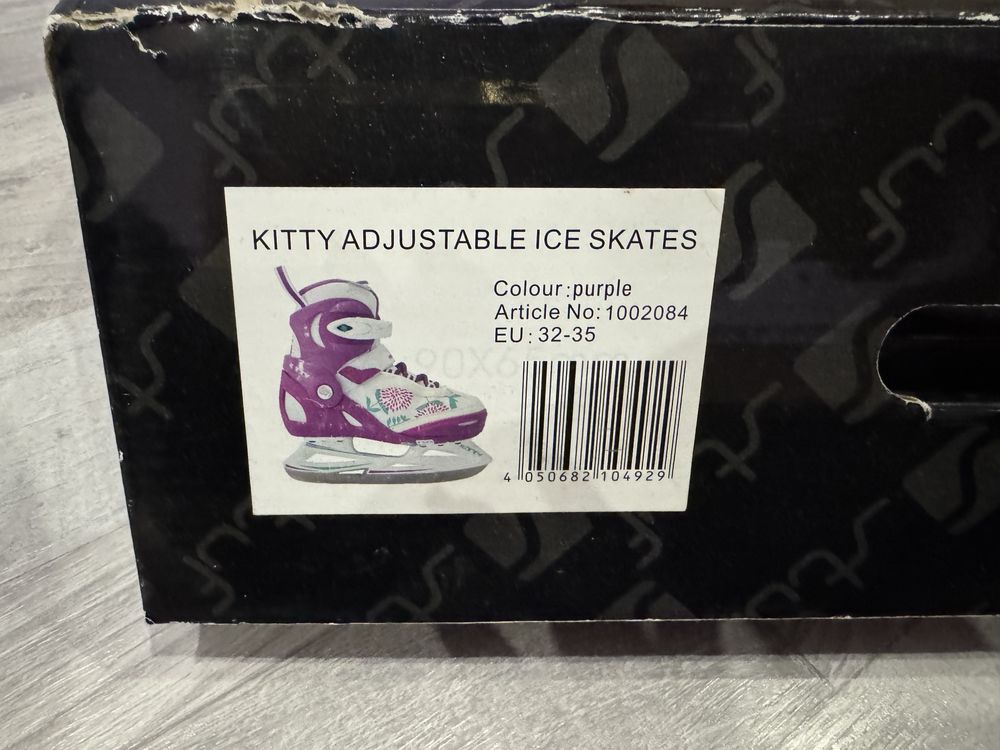 KITTY ADJUSTABLE ICE SKATES
Colour:purple
Article No:1002084
EU: 32-35
4 050682 104929